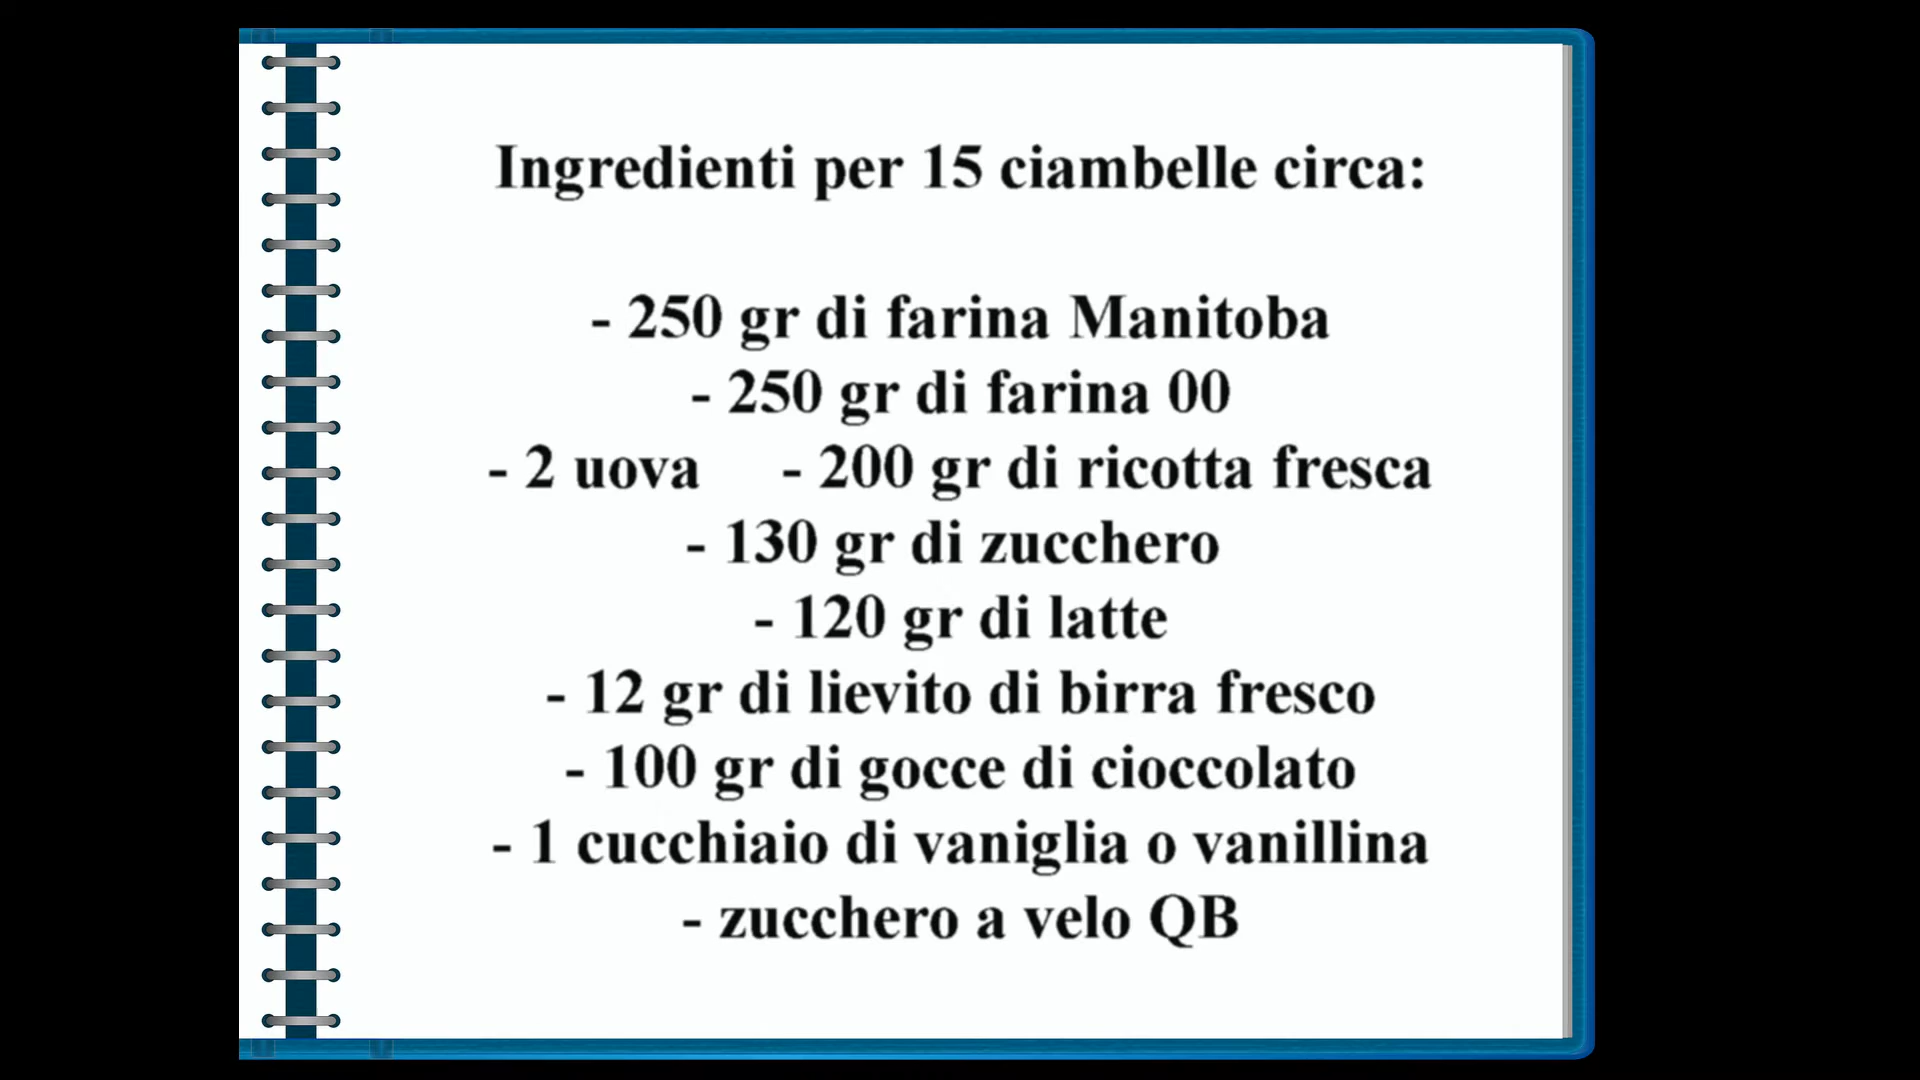 Ingredienti per 15 ciambelle circa:
- 250 gr di farina Manitoba
- 250 gr di farina 00
- 2 uova - 200 gr di ricotta fresca
- 130 gr di zucchero
- 120 gr di latte
- 12 gr di lievito di birra fresco
- 100 gr di gocce di cioccolato
- 1 cucchiaio di vaniglia o vanillina
- zucchero a velo QB